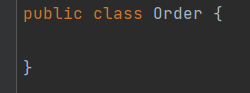 public class Order {
}